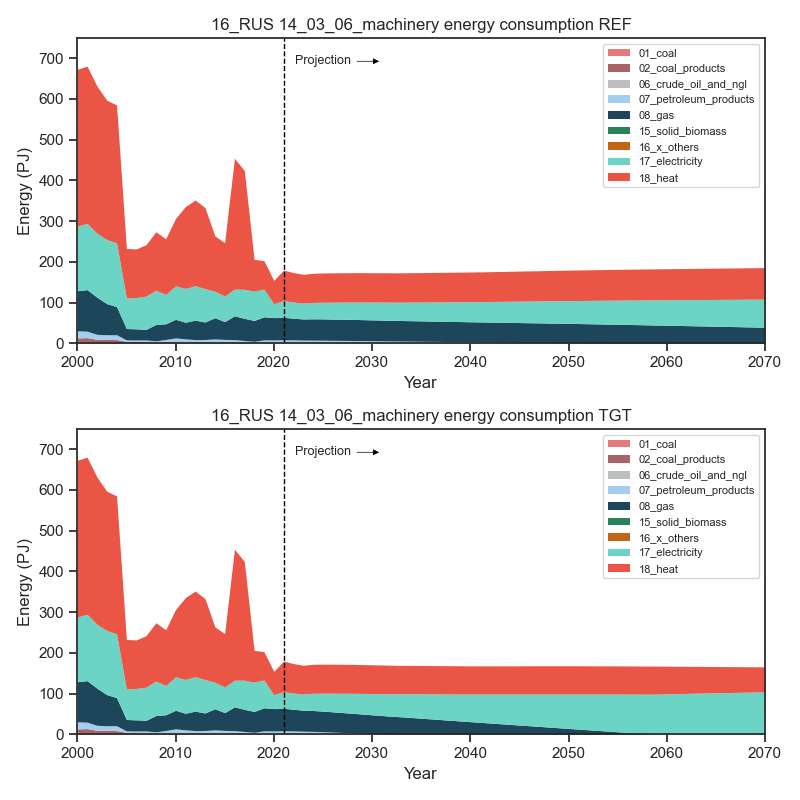 16_RUS 14_03_06_machinery energy consumption REF
700
600
500
400
300
200
100
0
Energy (PJ)
Projection
01_coal
02_coal_products
06_crude_oil_and_ngl
07_petroleum_products
08_gas
15_solid_biomass
16_x_others
17_electricity
18_heat
2000 2010 2020 2030 2040 2050 2060 2070
Year
16_RUS 14_03_06_machinery energy consumption TGT
700
600
500
400
300
200
100
0
Energy (PJ)
Projection
01_coal
02_coal_products
06_crude_oil_and_ngl
07_petroleum_products
08_gas
15_solid_biomass
16_x_others
17_electricity
18_heat
2000 2010 2020 2030 2040 2050 2060 2070
Year